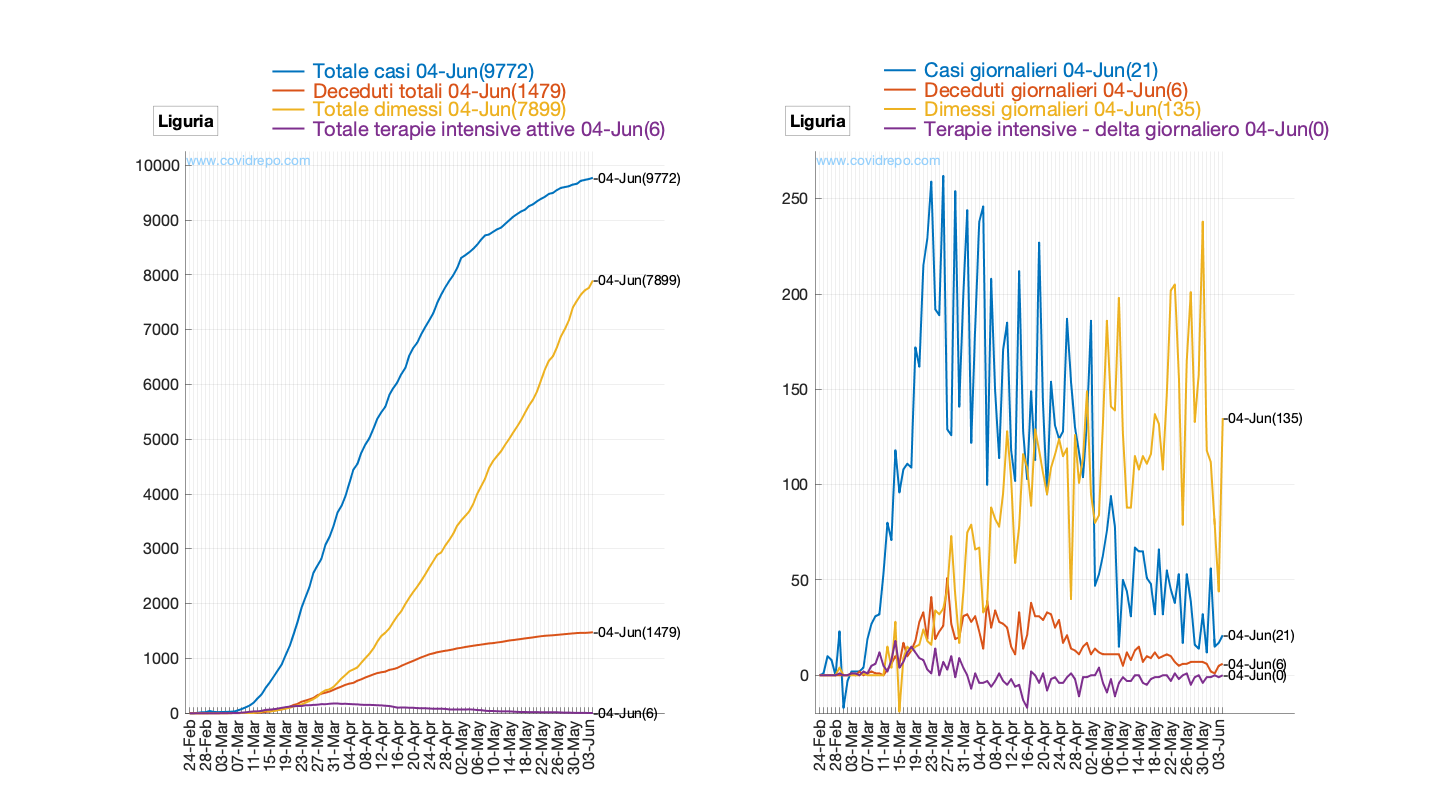 Totale casi 04-Jun(9772)
Deceduti totali 04-Jun(1479)
Totale dimessi 04-Jun(7899)
Totale terapie intensive attive 04-Jun(6)
Liguria
www.covidrepo.com
10000
9000
8000
7000
6000
5000
4000
3000
2000
1000
0
-04-Jun(9772)
-04-Jun(7899)
-04-Jun(1479)
-04-Jun(6)
24-Feb
28-Feb
03-Mar
07-Mar
11-Mar
15-Mar
19-Mar
23-Mar
27-Mar
31-Mar
04-Apr
08-Apr
12-Apr
16-Apr
20-Apr
24-Apr
28-Apr
02-May
06-May
10-May
14-May
18-May
22-May
26-May
30-May
03-Jun
Casi giornalieri 04-Jun(21)
Deceduti giornalieri 04-Jun(6)
Dimessi giornalieri 04-Jun(135)
Terapie intensive - delta giornaliero 04-Jun(0)
Liguria
www.covidrepo.com
250
200
150
100
50
0
-04-Jun(135)
-04-Jun(21)
-04-Jun(6)
-04-Jun(0)
24-Feb
28-Feb
03-Mar
07-Mar
11-Mar
15-Mar
19-Mar
23-Mar
27-Mar
31-Mar
04-Apr
08-Apr
12-Apr
16-Apr
20-Apr
24-Apr
28-Apr
02-May
06-May
10-May
14-May
18-May
22-May
26-May
30-May
03-Jun